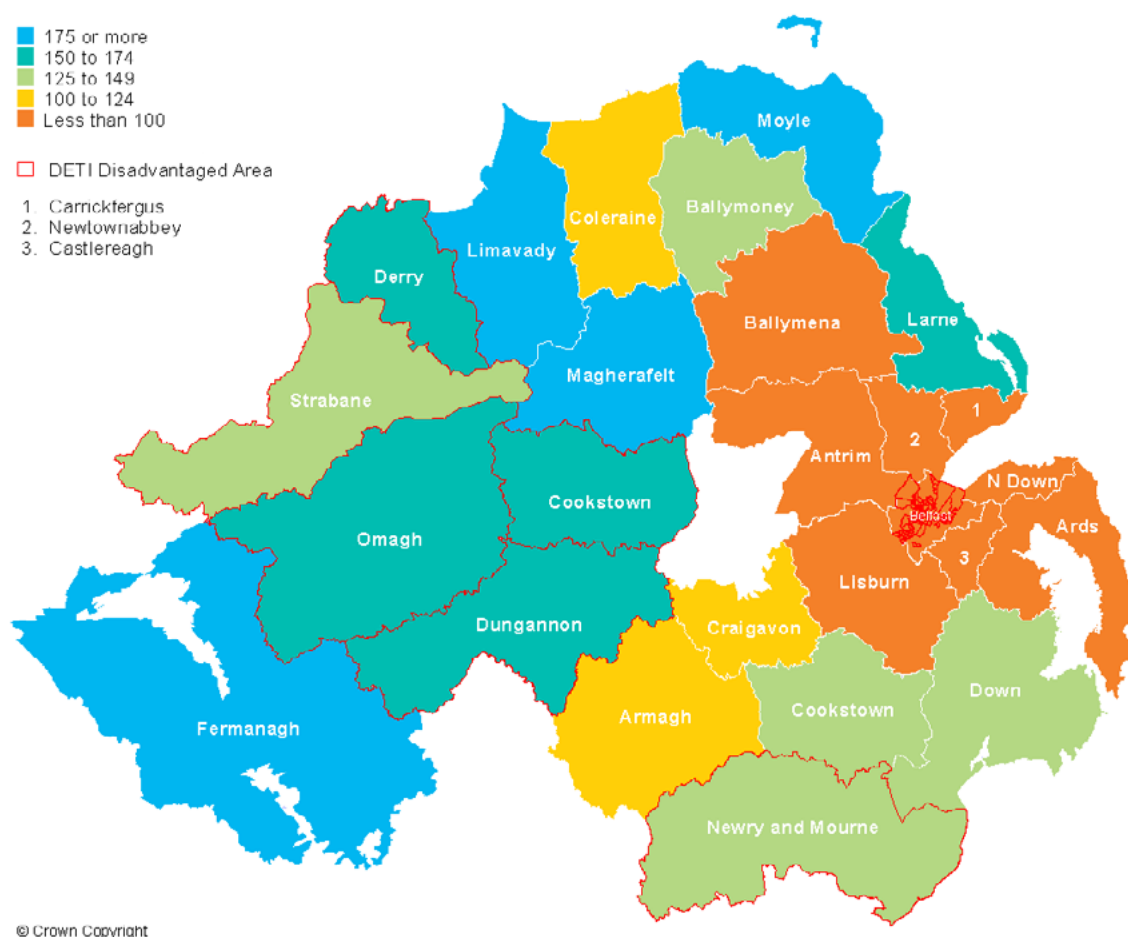 175 or more
150 to 174
125 to 149
100 to 124
Less than 100
DETI Disadvantaged Area
1. Carrickfergus
2. Newtownabbey
3. Castlereagh
Moyle
Coleraine
Ballymoney
Limavady
Derry
Larne
Ballymena
Magherafelt
Strabane
1
2
Antrim
N Down
Cookstown
Belfast
Ards
Omagh
3
Lisburn
Dungannon
Craigavon
Down
Armagh
Cookstown
Fermanagh
Newry and Mourne
© Crown Copyright